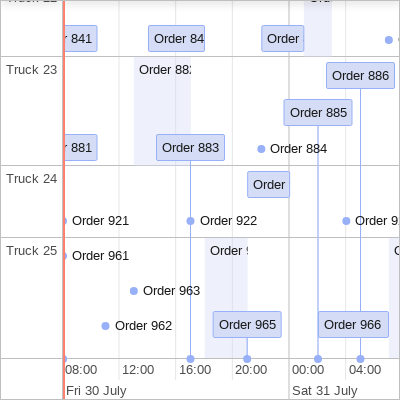 841
Order 84
Order
Truck 23
Order 882
Order 886
Order 885
881
Order 883
Order 884
Truck 24
Order
Order 921
Order 922
Order 9
Truck 25
Order
Order 961
Order 963
Order 962
Order 965
Order 966
08:00
12:00
16:00
20:00
00:00
04:00
Fri 30 July
Sat 31 July